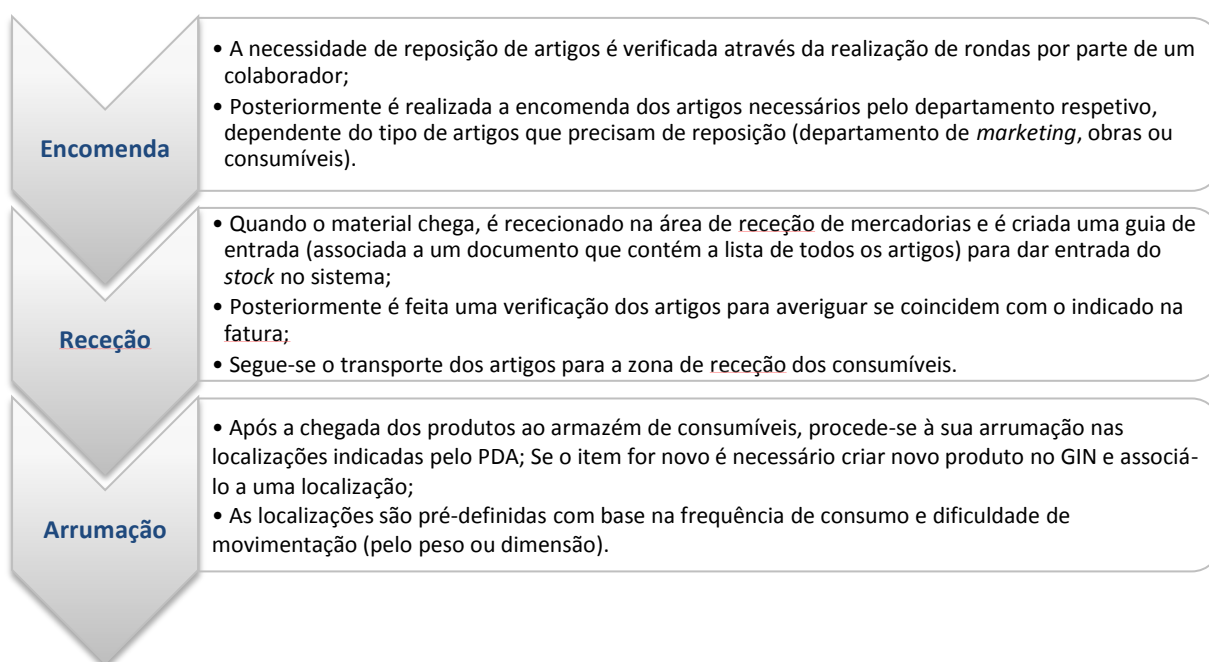 Encomenda
• A necessidade de reposição de artigos é verificada através da realização de rondas por parte de um
colaborador;
• Posteriormente é realizada a encomenda dos artigos necessários pelo departamento respetivo,
dependente do tipo de artigos que precisam de reposição (departamento de marketing, obras ou
consumíveis).
Receção
• Quando o material chega, é rececionado na área de receção de mercadorias e é criada uma guia de
entrada (associada a um documento que contém a lista de todos os artigos) para dar entrada do
stock no sistema;
• Posteriormente é feita uma verificação dos artigos para averiguar se coincidem com o indicado na
fatura;
• Segue-se o transporte dos artigos para a zona de receção dos consumíveis.
Arrumação
• Após a chegada dos produtos ao armazém de consumíveis, procede-se à sua arrumação nas
localizações indicadas pelo PDA; Se o item for novo é necessário criar novo produto no GIN e associá-
lo a uma localização;
• As localizações são pré-definidas com base na frequência de consumo e dificuldade de
movimentação (pelo peso ou dimensão).